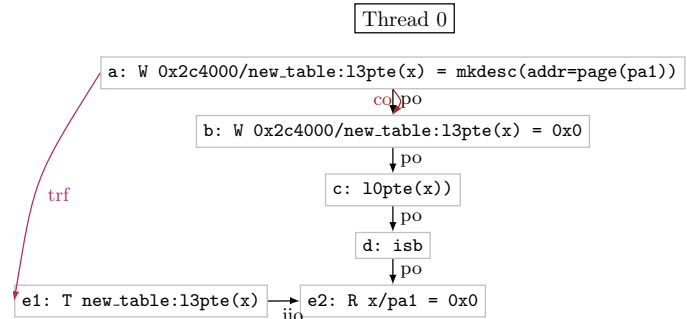 Thread 0
a: W 0x2c4000/new_table:l3pte(x) = mkdesc(addr=page(pa1))
co po
b: W 0x2c4000/new_table:l3pte(x) = 0x0
po
c: l0pte(x))
trf
po
d: isb
po
e1: T new_table:l3pte(x)
iio
e2: R x/pa1 = 0x0